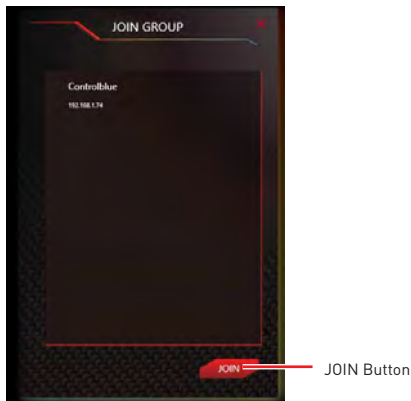 JOIN GROUP
Controlblue
192.168.1.74
JOIN
JOIN Button